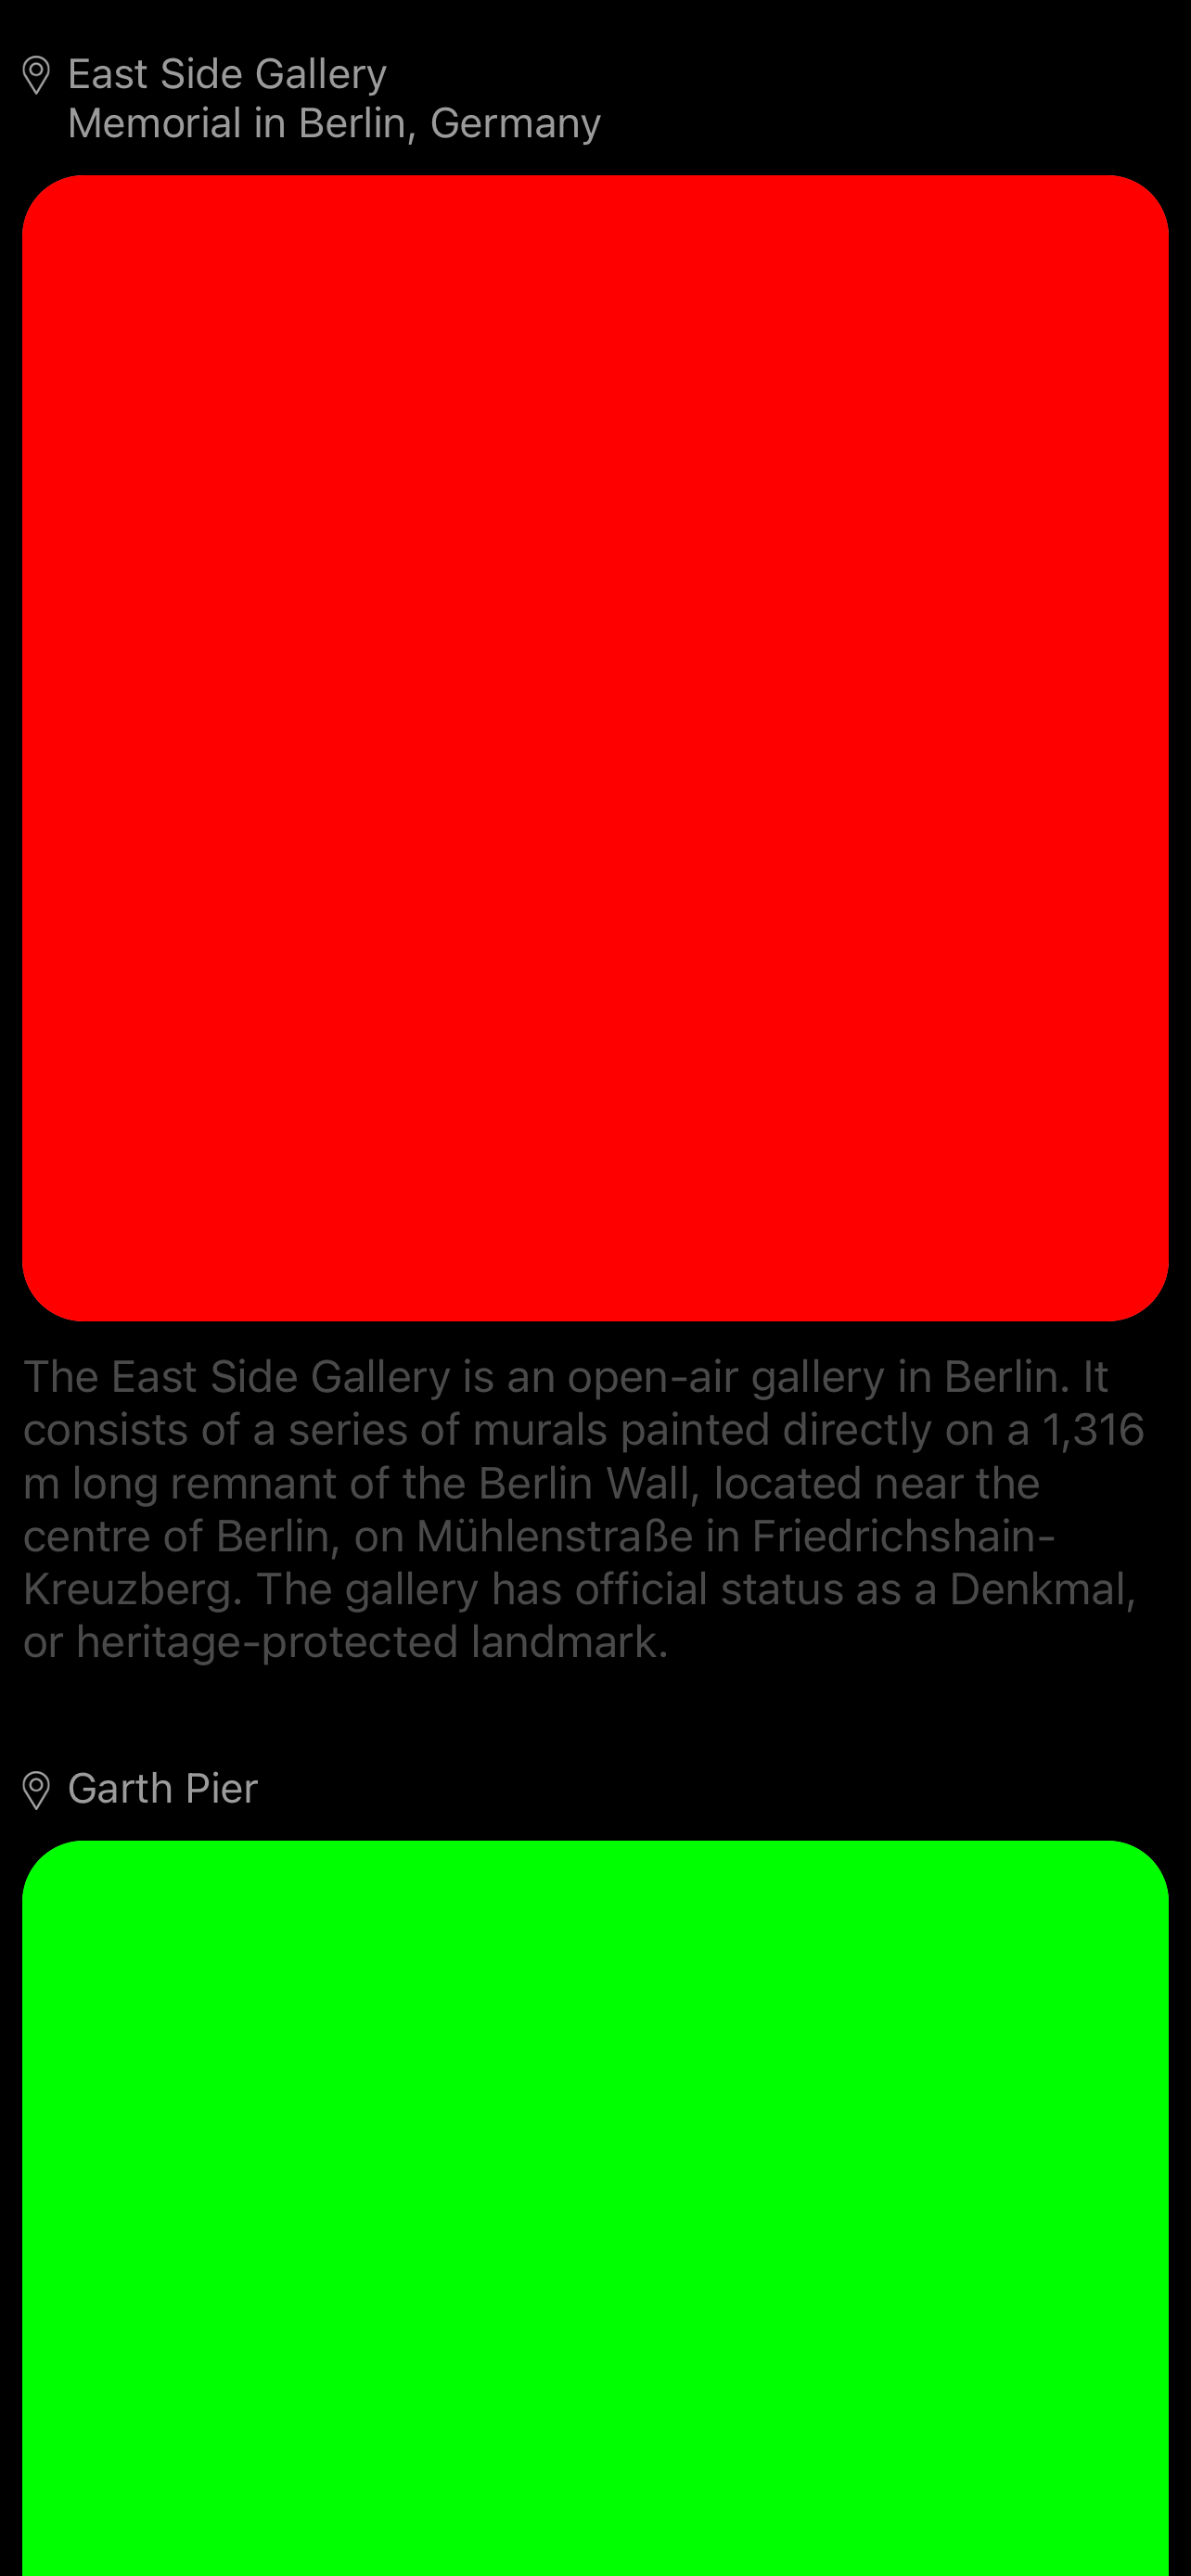 East Side Gallery
Memorial in Berlin, Germany
The East Side Gallery is an open-air gallery in Berlin. It
consists of a series of murals painted directly on a 1,316
m long remnant of the Berlin Wall, located near the
centre of Berlin, on Mühlenstraße in Friedrichshain-
Kreuzberg. The gallery has official status as a Denkmal,
or heritage-protected landmark.
Garth Pier